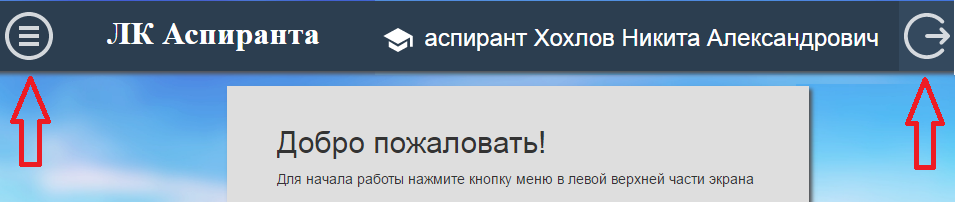 ЛК Аспиранта
аспирант Хохлов Никита Александрович
Добро пожаловать!
Для начала работы нажмите кнопку меню в левой верхней части экрана